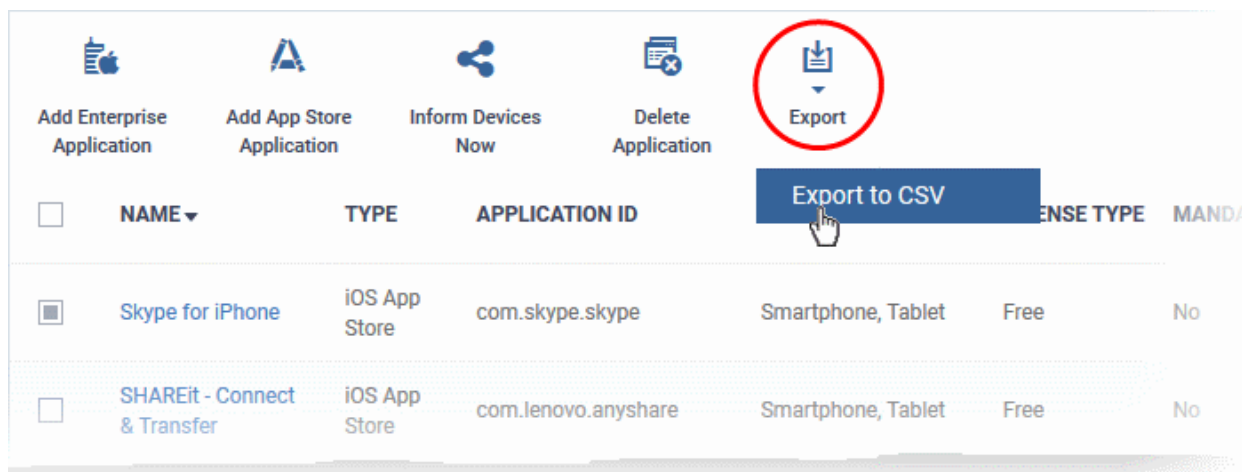 Add Enterprise Add App Store Inform Devices Delete Export
Application Application Now Application
Export to CSV
NAME TYPE APPLICATION ID ENSE TYPE MANDA
Skype for iPhone iOS App Store com.skype.skype Smartphone, Tablet Free No
SHAREit - Connect & Transfer iOS App Store com.lenovo.anyshare Smartphone, Tablet Free No